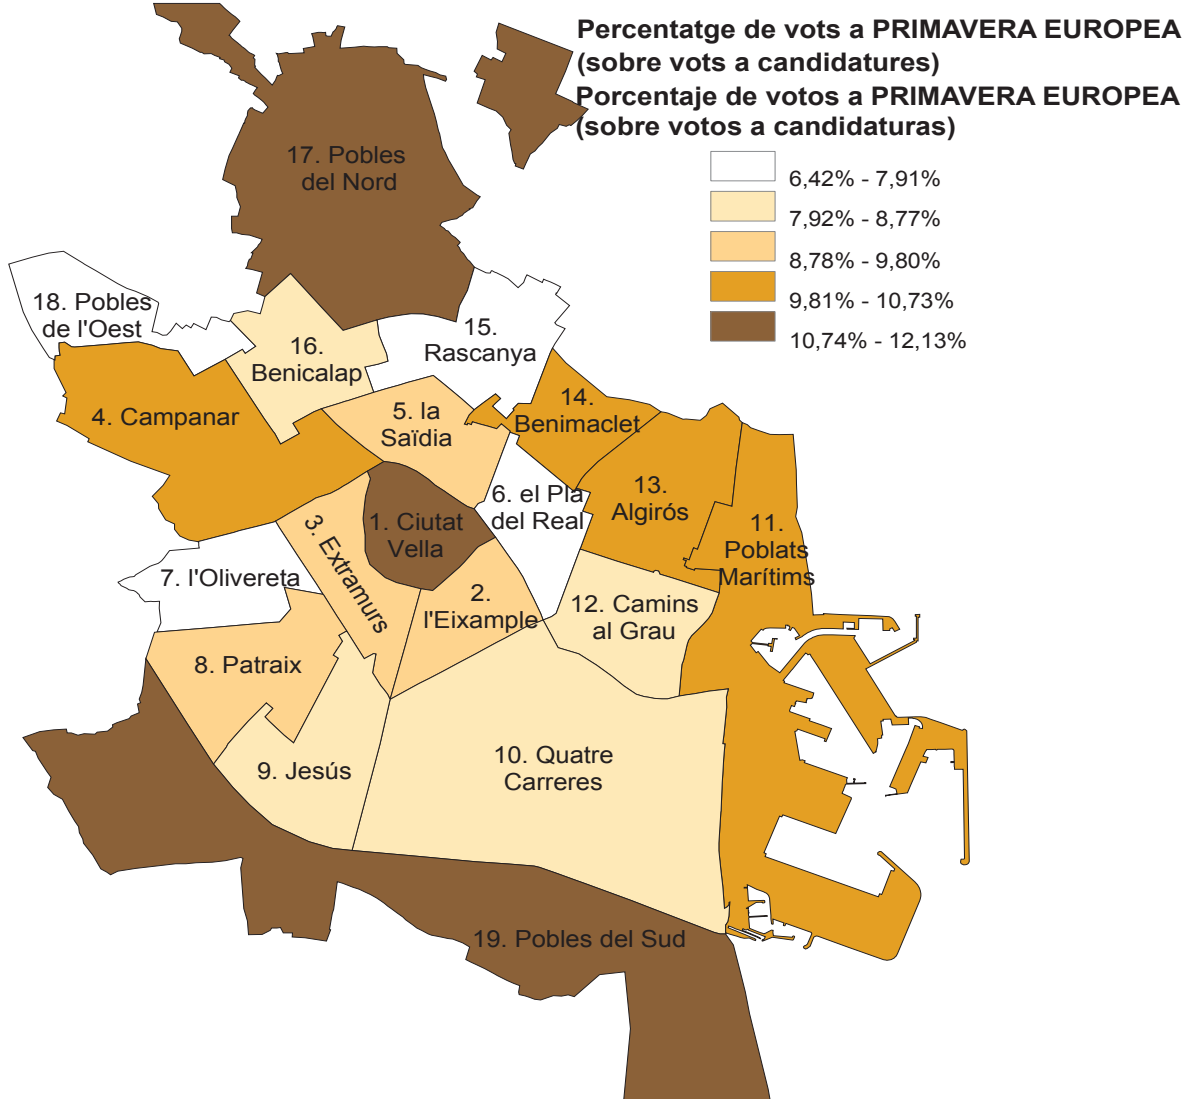 Percentatge de vots a PRIMAVERA EUROPEA
(sobre vots a candidatures)
Porcentaje de votos a PRIMAVERA EUROPEA
(sobre votos a candidaturas)
6,42% - 7,91%
7,92% - 8,77%
8,78% - 9,80%
9,81% - 10,73%
10,74% - 12,13%
17. Pobles
del Nord
18. Pobles
de l'Oest
15.
Rascanya
16.
Benicalap
4. Campanar
5. la
Saïdia
14.
Benimaclet
6. el Pla
del Real
13.
Algirós
11.
Poblats
Marítims
1. Ciutat
Vella
3. Extramurs
7. l'Olivereta
2.
l'Eixample
12. Camins
al Grau
8. Patraix
9. Jesús
10. Quatre
Carreres
19. Pobles del Sud